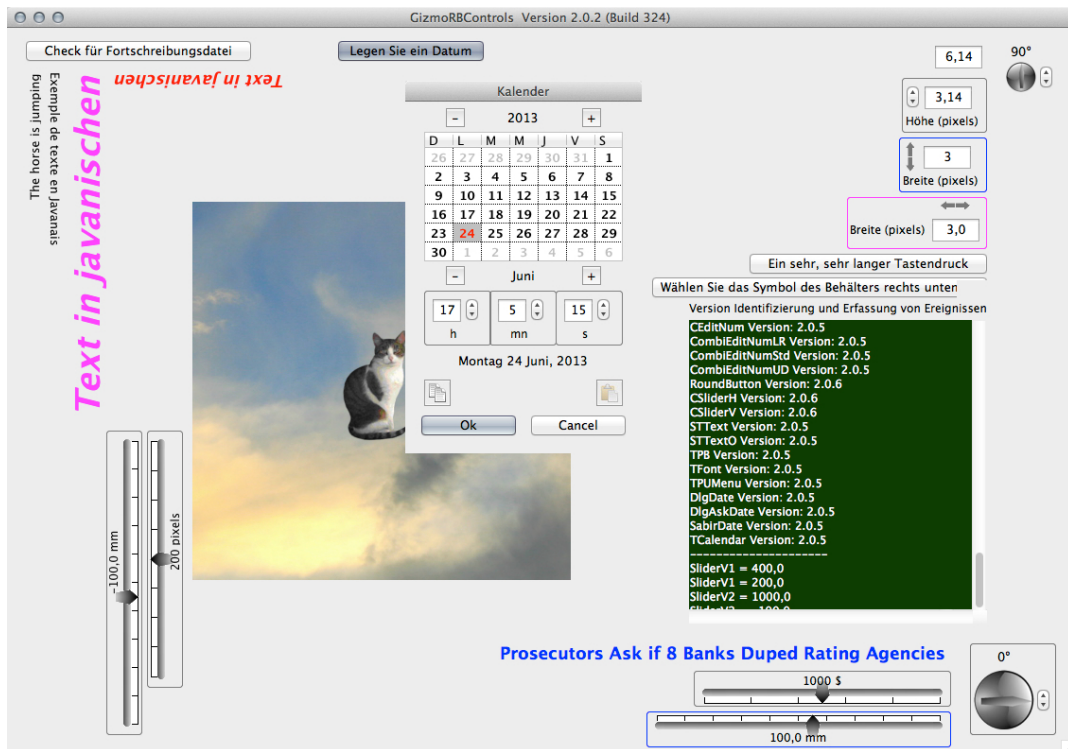 GizmoRBControls Version 2.0.2 (Build 324)
Check für Fortschreibungsdatei
Legen Sie ein Datum
6,14
90°
Text in javanischen
Text in javanischen
Exemple de texte en Javanais
The horse is jumping
Kalender
- 2013 +
D L M M J V S
26 27 28 29 30 31 1
2 3 4 5 6 7 8
9 10 11 12 13 14 15
16 17 18 19 20 21 22
23 24 25 26 27 28 29
30 1 2 3 4 5 6
- Juni +
17 5 15
h mn s
Montag 24 Juni, 2013
Ok Cancel
3,14
Höhe (pixels)
3
Breite (pixels)
Breite (pixels) 3,0
Ein sehr, sehr langer Tastendruck
Wählen Sie das Symbol des Behälters rechts unten
Version Identifizierung und Erfassung von Ereignissen
CEditNum Version: 2.0.5
CombiEditNumLR Version: 2.0.5
CombiEditNumStd Version: 2.0.5
CombiEditNumUD Version: 2.0.5
RoundButton Version: 2.0.6
CSliderH Version: 2.0.6
CSliderV Version: 2.0.6
STText Version: 2.0.5
STTextO Version: 2.0.5
TPB Version: 2.0.5
TFont Version: 2.0.5
TPUMenu Version: 2.0.5
DlgDate Version: 2.0.5
DlgAskDate Version: 2.0.5
SabirDate Version: 2.0.5
TCalendar Version: 2.0.5
----------------------
SliderV1 = 400,0
SliderV1 = 200,0
SliderV2 = 1000,0
-100,0 mm
200 pixels
Prosecutors Ask if 8 Banks Duped Rating Agencies
1000 $
100,0 mm
0°